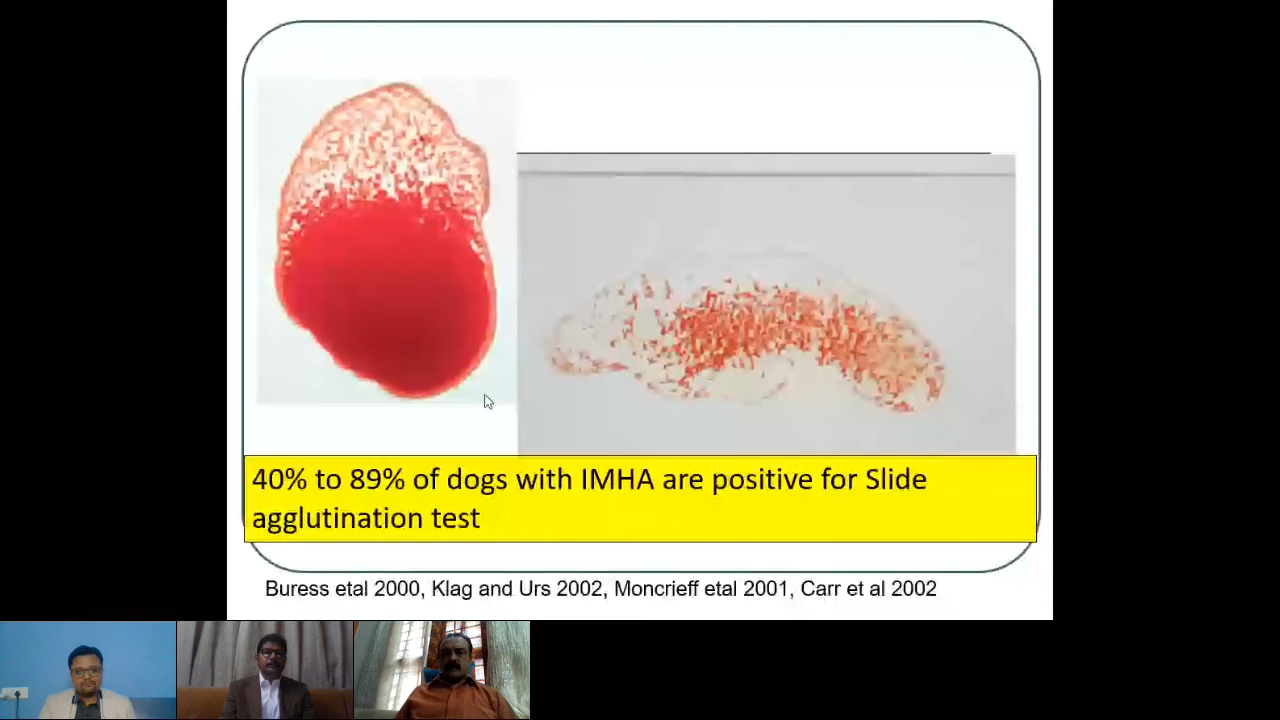 40% to 89% of dogs with IMHA are positive for Slide
agglutination test
Buress etal 2000, Klag and Urs 2002, Moncrieff etal 2001, Carr et al 2002